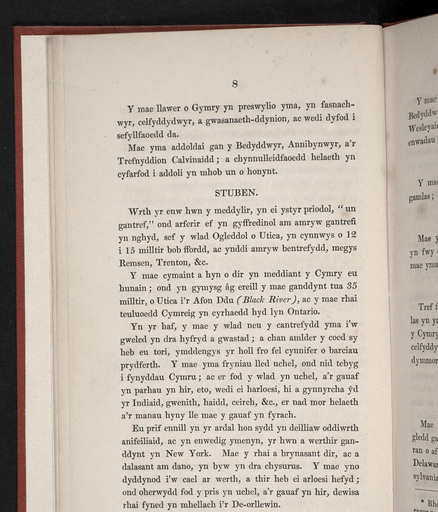 8
Y mae llawer o Gymry yn preswylio yma, yn fasnach-
wyr, celfyddydwyr, a gwasanaeth-ddynion, ac wedi dyfod i
sefyllfaoedd da.
Mae yma addoldai gan y Bedyddwyr, Annibynwyr, a'r
Trefnyddion Calvinaidd; a chynnulleidfaoedd helaeth yn
cyfarfod i addoli yn mhob un o honynt.
STUBEN.
Wrth yr enw hwn y meddylir, yn ei ystyr priodol, "un
gantref," ond arferir ef yn gyffredinol am amryw gantrefi
yn nghyd, sef y wlad Ogleddol o Utica, yn cynnwys o 12
i 15 milltir bob ffordd, ac ynddi amryw bentrefydd, megys
Remsen, Trenton, &c.
Y mae cymaint a hyn o dir yn meddiant y Cymry eu
hunain; ond yn gymysg âg ereill y mae ganddynt tua 35
milltir, o Utica i'r Afon Ddu (Black River), ac y mae rhai
teuluoedd Cymreig yn cyrhaedd hyd lyn Ontario.
Yn yr haf, y mae y wlad neu y cantrefydd yma i'w
gweled yn dra hyfryd a gwastad; a chan amlder y coed sy
heb eu tori, ymddengys yr holl fro fel cynnifer o barciau
prydferth. Y mae yma fryniau lled uchel, ond nid tebyg
i fynyddau Cymru; ac er fod y wlad yn uchel, a'r gauaf
yn parhau yn hir, eto, wedi ei harloesi, hi a gynnyrcha ŷd
yr Indiaid, gwenith, haidd, ceirch, &c., er nad mor helaeth
a'r manau hyny lle mae y gauaf yn fyrach.
Eu prif ennill yn yr ardal hon sydd yn deilliaw oddiwrth
anifeiliaid, ac yn enwedig ymenyn, yr hwn a werthir gan-
ddynt yn New York. Mae y rhai a brynasant dir, ac a
dalasant am dano, yn byw yn dra chysurus. Y mae yno
dyddynod i'w cael ar werth, a thir heb ei arloesi hefyd;
ond oherwydd fod y pris yn uchel, a'r gauaf yn hir, dewisa
rhai fyned yn mhellach i'r De-orllewin.
Y mae
Bedyddw
Wesleyai
enwadau
Y mae
gamlas;
Mae y
yn fwy
mae yma
Tref f
las yn y
y Cymry
celfyddy
dymmor
Mae
gledd ga
ran o af
Delawar
sylvania
* Rh